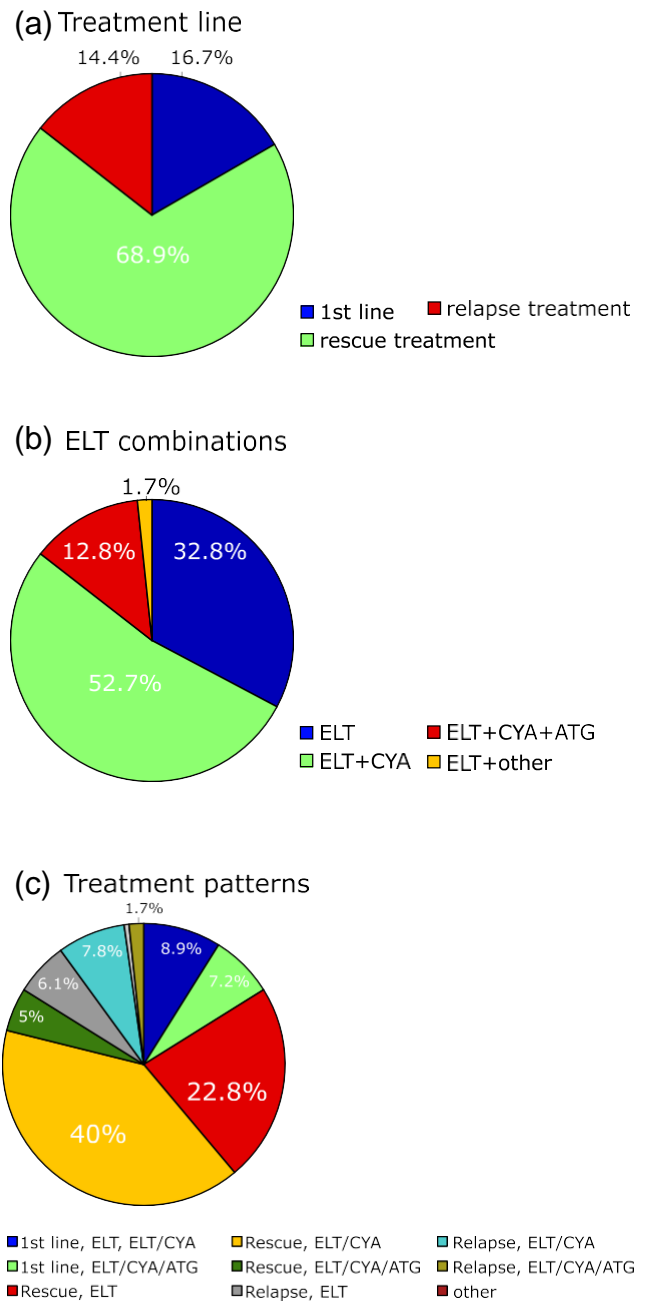 (a) Treatment line
14.4% 16.7%
68.9%
1st line relapse treatment
rescue treatment
(b) ELT combinations
1.7%
12.8% 32.8%
52.7%
ELT ELT+CYA+ATG
ELT+CYA ELT+other
(c) Treatment patterns
1.7%
7.8% 8.9%
6.1% 7.2%
5%
22.8%
40%
1st line, ELT, ELT/CYA Rescue, ELT/CYA Relapse, ELT/CYA
1st line, ELT/CYA/ATG Rescue, ELT/CYA/ATG Relapse, ELT/CYA/ATG
Rescue, ELT Relapse, ELT other